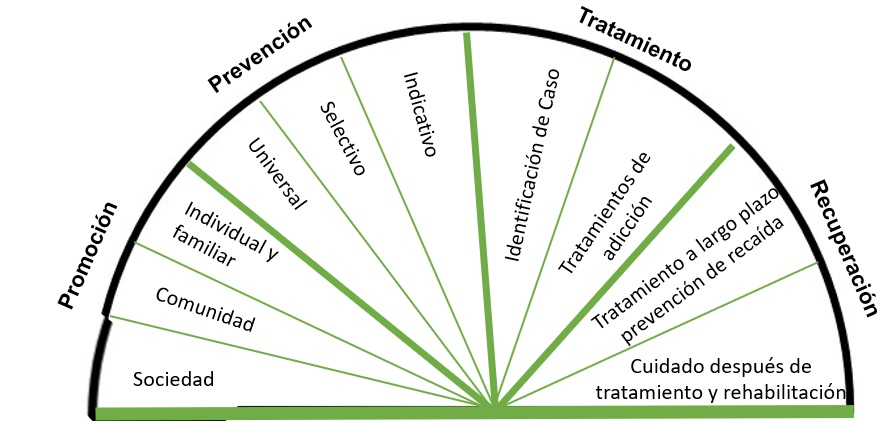 Promoción
Prevención
Tratamiento
Recuperación
Sociedad
Comunidad
Individual y
familiar
Universal
Selectivo
Indicativo
Identificación de Caso
Tratamientos de
adicción
Tratamiento a largo plazo
prevención de recaída
Cuidado después de
tratamiento y rehabilitación